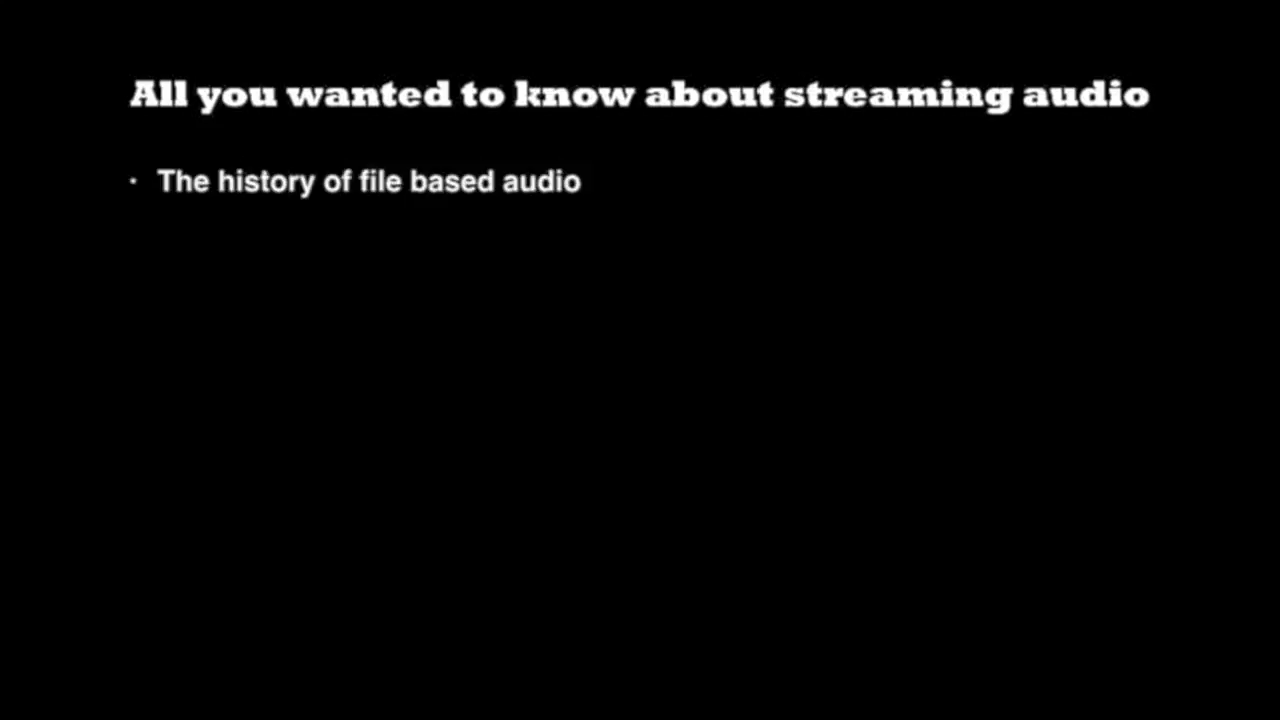 All you wanted to know about streaming audio
· The history of file based audio